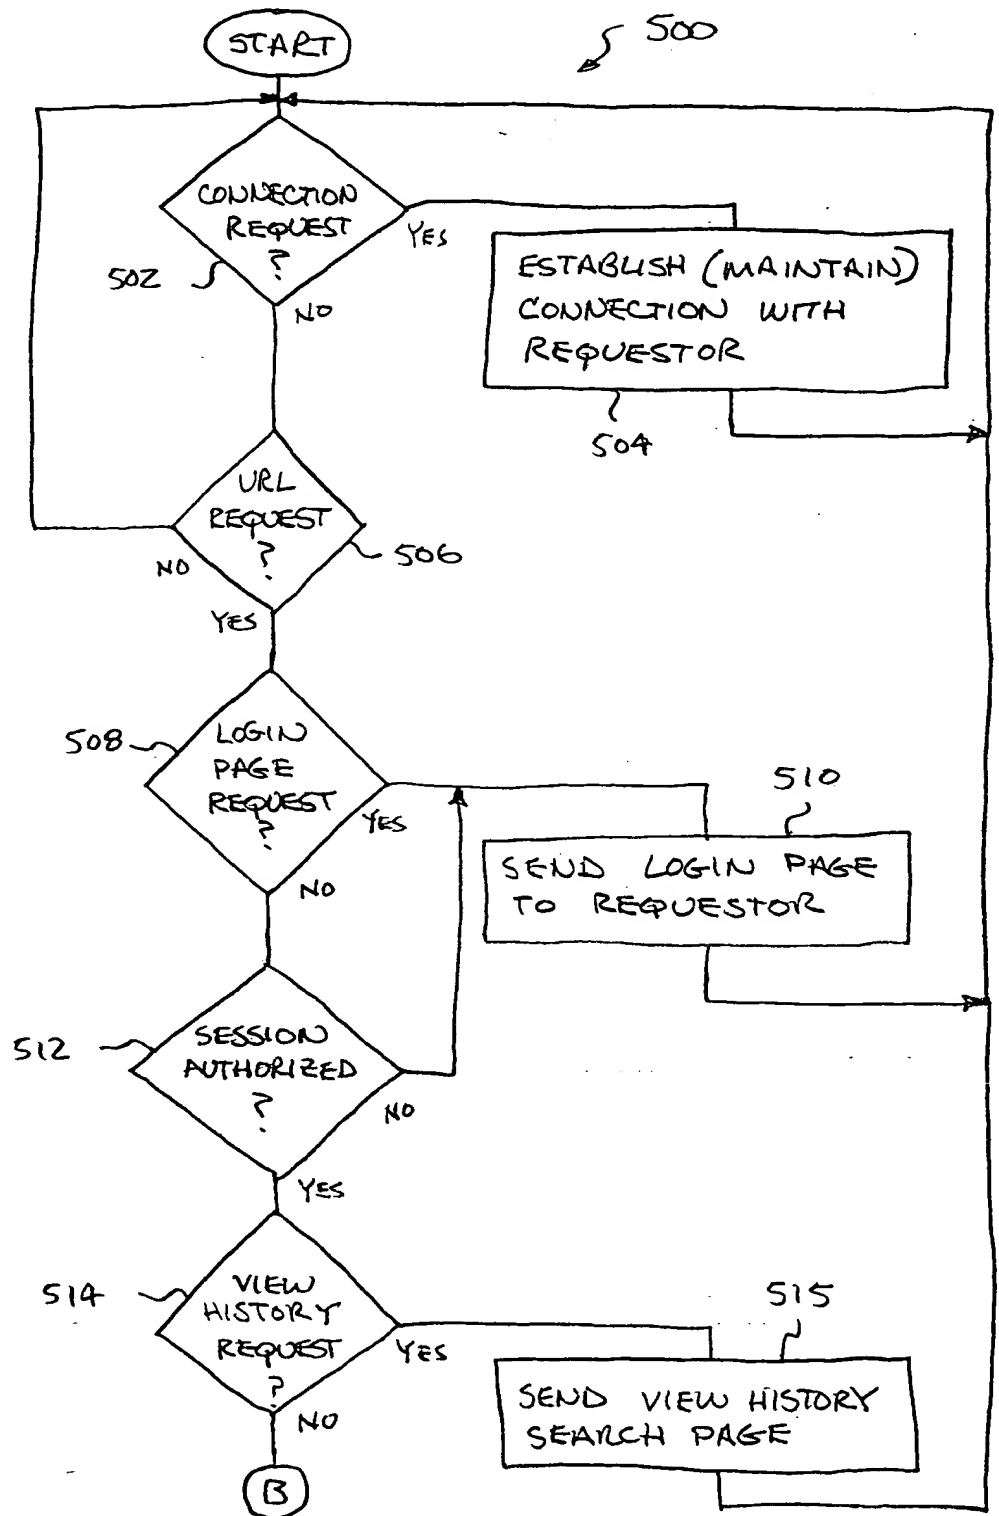 START
500
CONNECTION
REQUEST
?
YES
502
NO
ESTABLISH (MAINTAIN)
CONNECTION WITH
REQUESTOR
504
URL
REQUEST
?
NO
506
YES
508
LOGIN
PAGE
REQUEST
?
YES
NO
510
SEND LOGIN PAGE
TO REQUESTOR
512
SESSION
AUTHORIZED
?
NO
YES
514
VIEW
HISTORY
REQUEST
?
YES
NO
515
SEND VIEW HISTORY
SEARCH PAGE
B